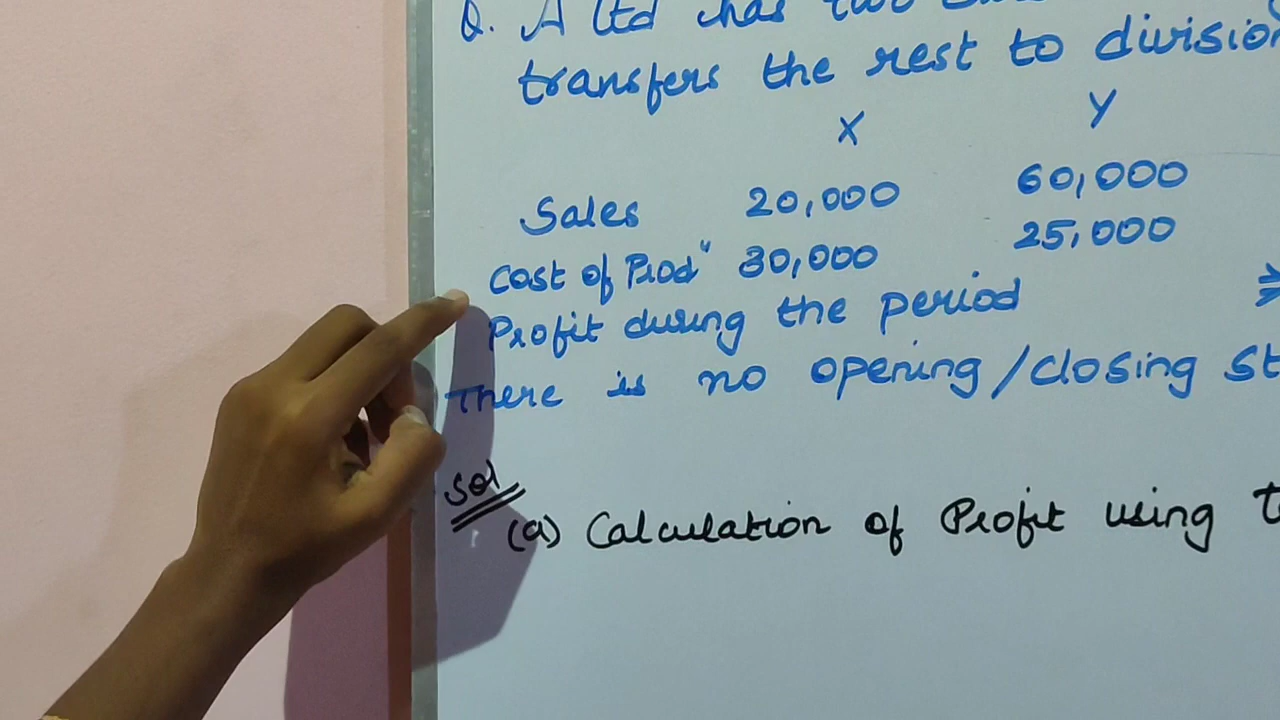 Q. A Ltd has two
transfers the rest to division
X Y
Sales 20,000 60,000
Cost of Prodⁿ 30,000 25,000
Profit during the period
There is no opening/closing St
Sol
(a) Calculation of Profit using t